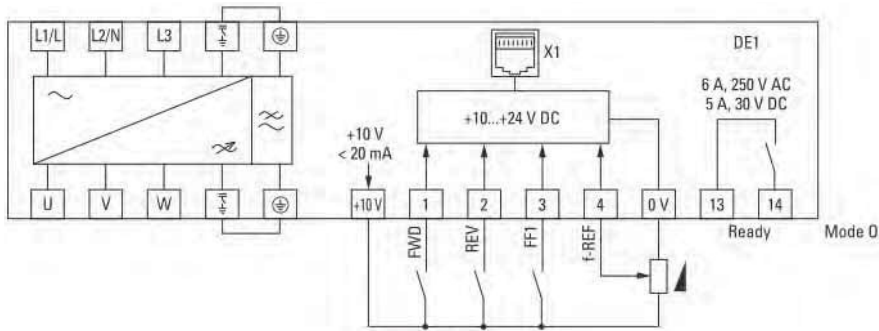 L1/L L2/N L3
X1
DE1
6 A, 250 V AC
5 A, 30 V DC
+10...+24 V DC
+10 V
< 20 mA
U V W +10 V 1 2 3 4 0 V 13 14
FWD REV FF1 f-REF
Ready
Mode 0